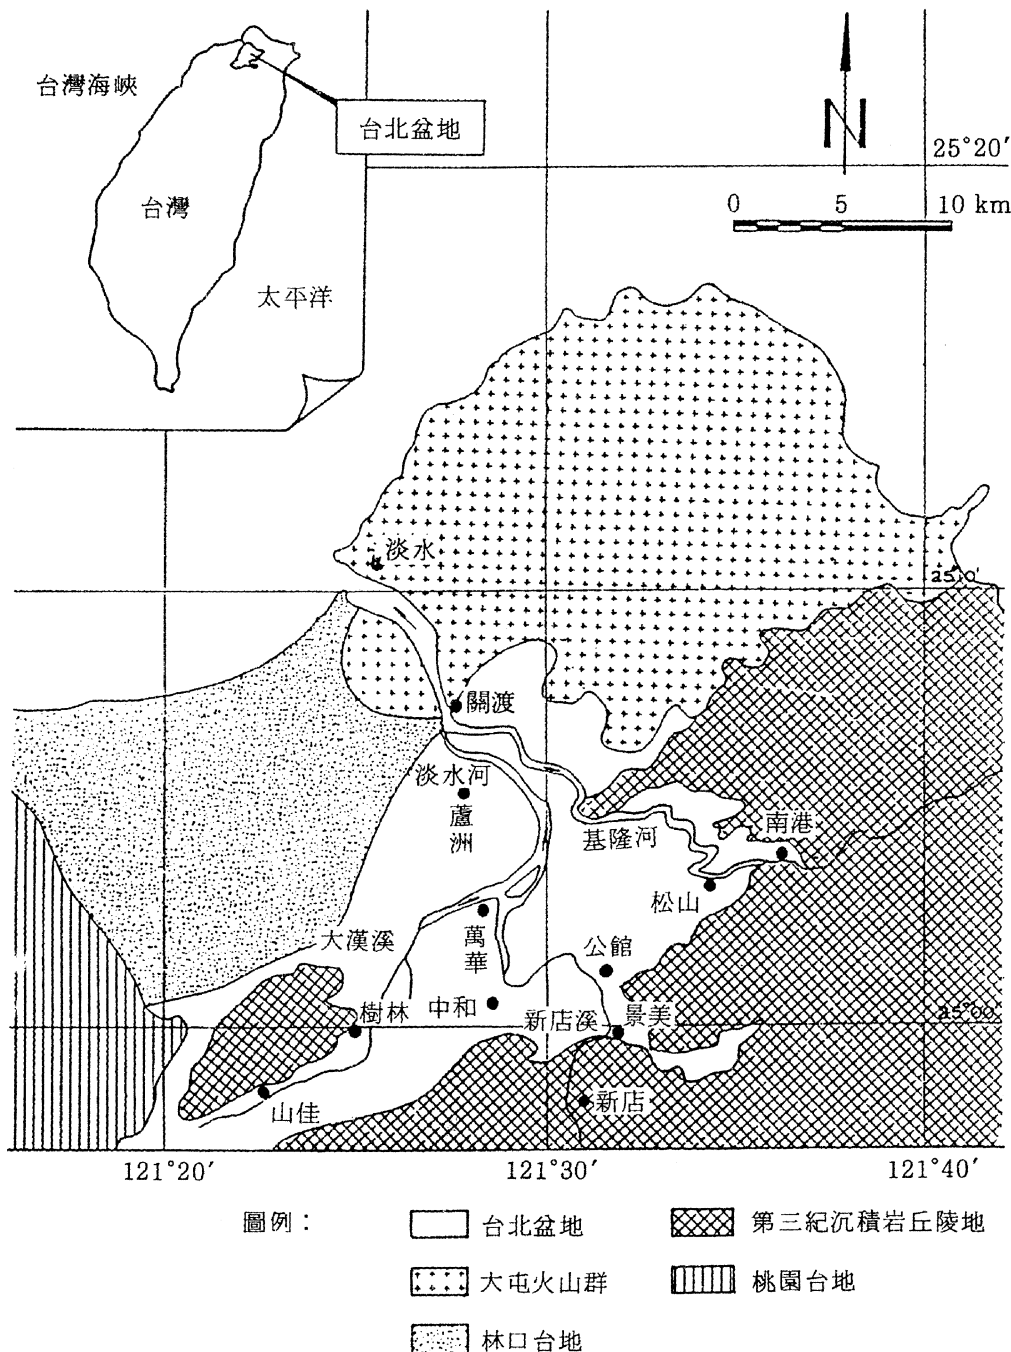 台灣海峽
台北盆地
台灣
太平洋
N
25°20′
0 5 10 km
淡水
25°10′
關渡
淡水河
蘆洲
基隆河
南港
松山
萬華
大漢溪
公館
樹林
中和
新店溪
景美
25°00′
新店
山佳
121°20′ 121°30′ 121°40′
圖例：
台北盆地
第三紀沉積岩丘陵地
大屯火山群
桃園台地
林口台地